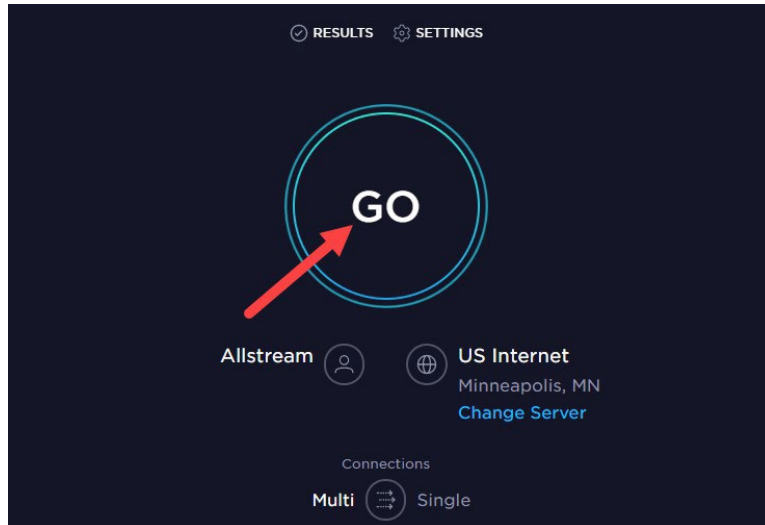 RESULTS SETTINGS
GO
Allstream
US Internet
Minneapolis, MN
Change Server
Connections
Multi Single